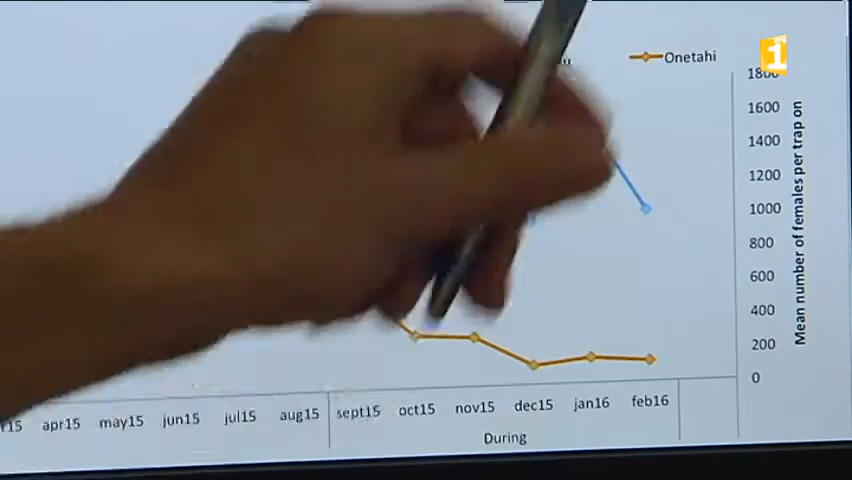 1
Onetahi
1800
1600
1400
1200
1000
800
600
400
200
0
Mean number of females per trap on
apr15 may15 jun15 jul15 aug15 sept15 oct15 nov15 dec15 jan16 feb16
During